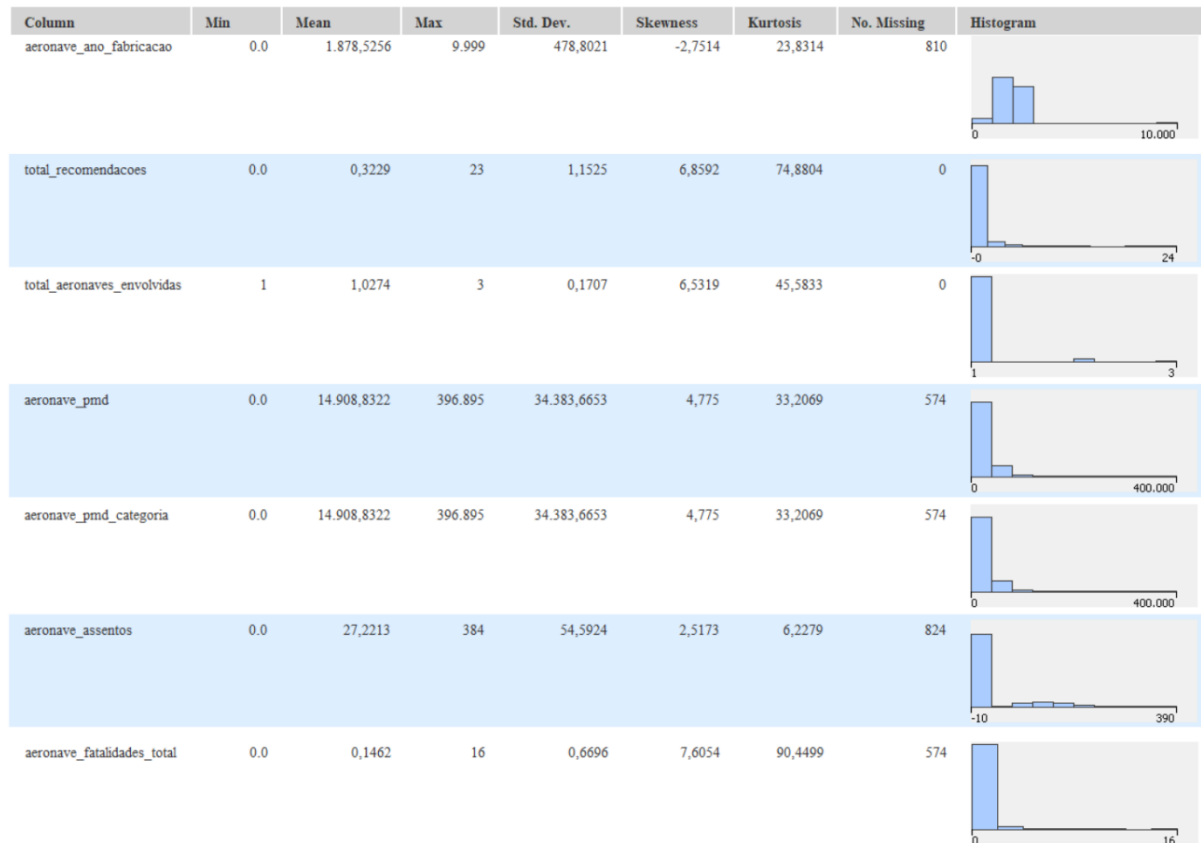 Column Min Mean Max Std. Dev. Skewness Kurtosis No. Missing Histogram
aeronave_ano_fabricacao 0.0 1.878,5256 9.999 478,8021 -2,7514 23,8314 810
0 10.000
total_recomendacoes 0.0 0,3229 23 1,1525 6,8592 74,8804 0
-0 24
total_aeronaves_envolvidas 1 1,0274 3 0,1707 6,5319 45,5833 0
1 3
aeronave_pmd 0.0 14.908,8322 396.895 34.383,6653 4,775 33,2069 574
0 400.000
aeronave_pmd_categoria 0.0 14.908,8322 396.895 34.383,6653 4,775 33,2069 574
0 400.000
aeronave_assentos 0.0 27,2213 384 54,5924 2,5173 6,2279 824
-10 390
aeronave_fatalidades_total 0.0 0,1462 16 0,6696 7,6054 90,4499 574
0 16